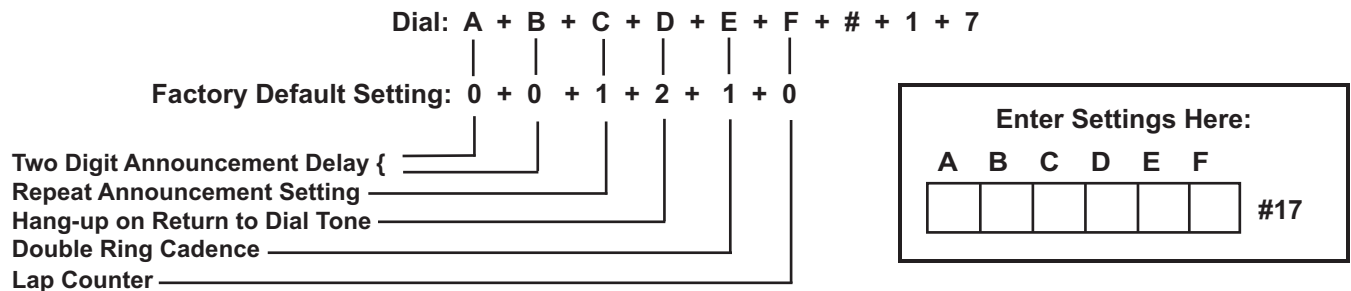 Dial: A + B + C + D + E + F + # + 1 + 7
Factory Default Setting: 0 + 0 + 1 + 2 + 1 + 0
Two Digit Announcement Delay {
Repeat Announcement Setting
Hang-up on Return to Dial Tone
Double Ring Cadence
Lap Counter
Enter Settings Here:
A B C D E F
#17